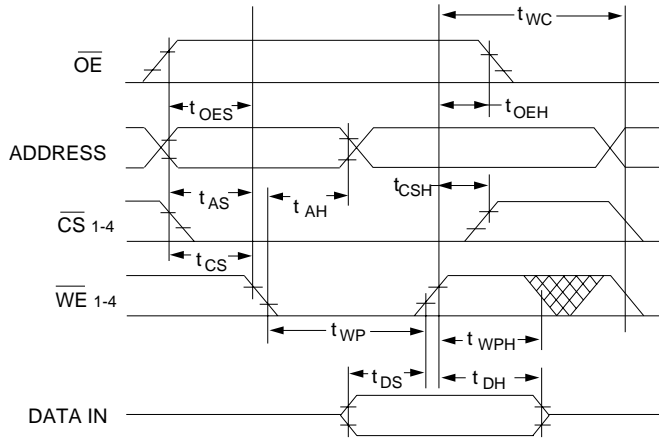 tWC
OE
tOES
tOEH
ADDRESS
tAS
tAH
tCSH
CS 1-4
tCS
WE 1-4
tWP
tWPH
tDS
tDH
DATA IN